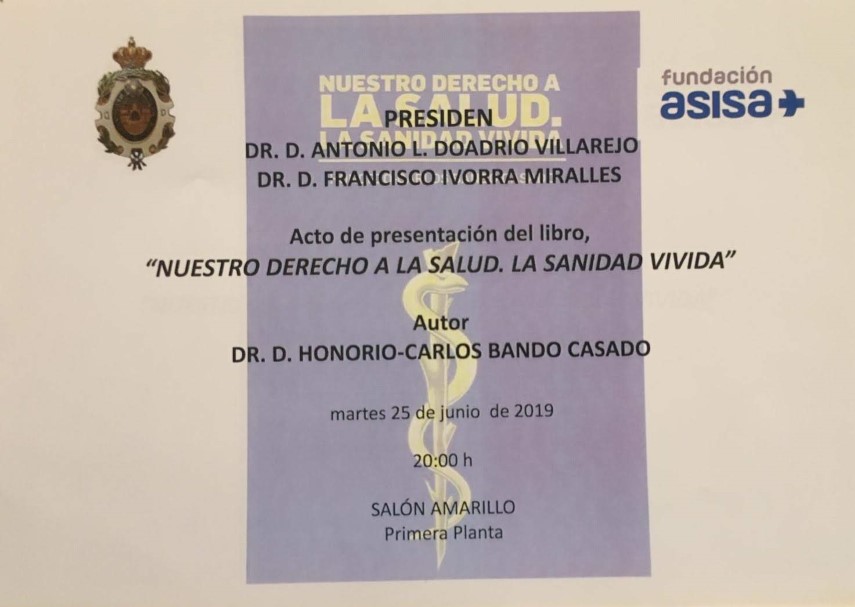 NUESTRO DERECHO A
LA SALUD.
LA SANIDAD VIVIDA
fundación
asisa
PRESIDEN
DR. D. ANTONIO L. DOADRIO VILLAREJO
DR. D. FRANCISCO IVORRA MIRALLES
Acto de presentación del libro,
“NUESTRO DERECHO A LA SALUD. LA SANIDAD VIVIDA”
Autor
DR. D. HONORIO-CARLOS BANDO CASADO
martes 25 de junio de 2019
20:00 h
SALÓN AMARILLO
Primera Planta